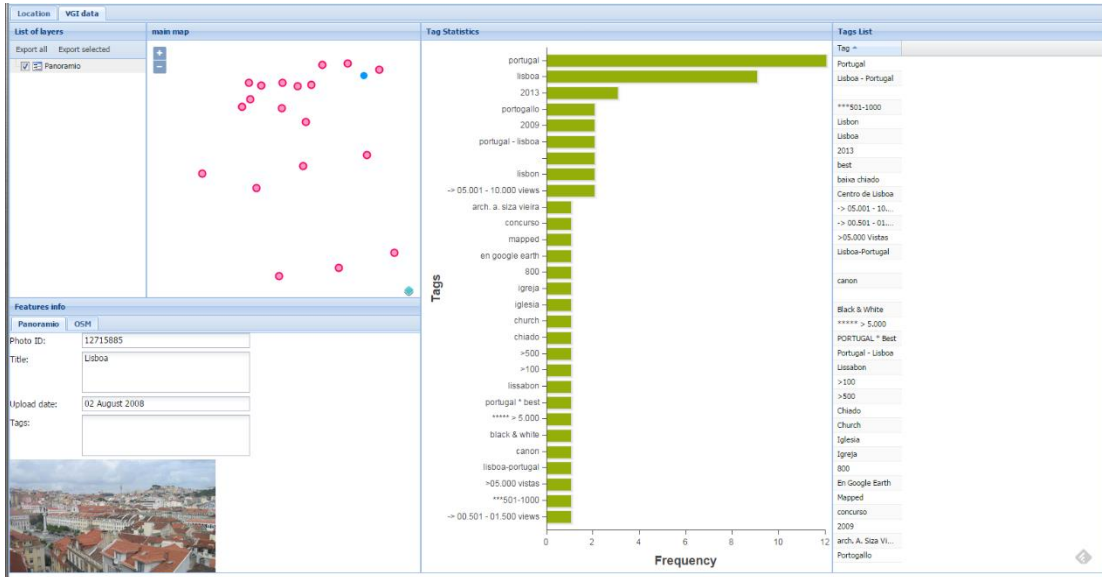 Location VGI data
List of layers
Export all Export selected
Panoramio
main map
+
−
Features info
Panoramio OSM
Photo ID: 12715885
Title: Lisboa
Upload date: 02 August 2008
Tags:
Tag Statistics
Tags
portugal
lisboa
2013
portogallo
2009
portugal - lisboa
lisbon
-> 05.001 - 10.000 views
arch. a. siza vieira
concurso
mapped
en google earth
800
igreja
iglesia
church
chiado
>500
>100
lissabon
portugal * best
***** > 5.000
black & white
canon
lisboa-portugal
>05.000 vistas
***501-1000
-> 00.501 - 01.500 views
0 2 4 6 8 10 12
Frequency
Tags List
Tag
Portugal
Lisboa - Portugal
***501-1000
Lisbon
Lisboa
2013
best
baixa chiado
Centro de Lisboa
-> 05.001 - 10....
-> 00.501 - 01....
>05.000 Vistas
Lisboa-Portugal
canon
Black & White
***** > 5.000
PORTUGAL * Best
Portugal - Lisboa
Lissabon
>100
>500
Chiado
Church
Iglesia
Igreja
800
En Google Earth
Mapped
concurso
2009
arch. A. Siza Vi...
Portogallo